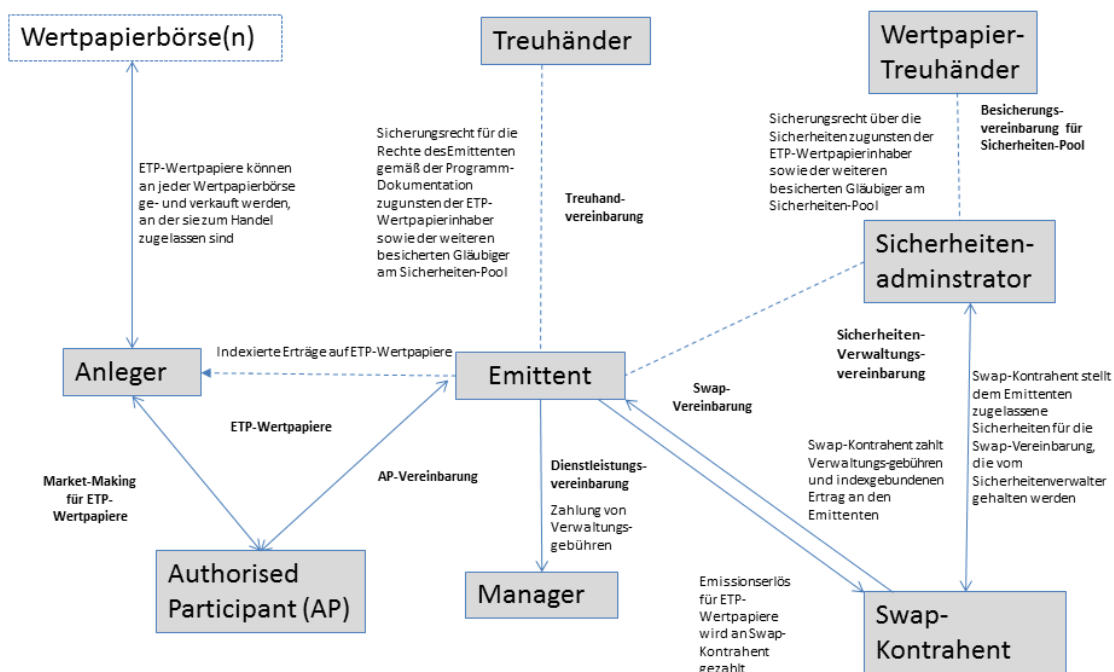 Wertpapierbörse(n)
Treuhänder
Wertpapier-
Treuhänder
ETP-Wertpapiere können
an jeder Wertpapierbörse
ge- und verkauft werden,
an der sie zum Handel
zugelassen sind
Sicherungsrecht für die
Rechte des Emittenten
gemäß der Programm-
Dokumentation
zugunsten der ETP-
Wertpapierinhaber
sowie der weiteren
besicherten Gläubiger
am Sicherheiten-Pool
Treuhand-
vereinbarung
Sicherungsrecht über die
Sicherheiten zugunsten der
ETP-Wertpapierinhaber
sowie der weiteren
besicherten Gläubiger am
Sicherheiten-Pool
Besicherungs-
vereinbarung für
Sicherheiten-Pool
Sicherheiten-
adminstrator
Indexierte Erträge auf ETP-Wertpapiere
Anleger
Emittent
Sicherheiten-
Verwaltungs-
vereinbarung
Swap-
Vereinbarung
Swap-Kontrahent stellt
dem Emittenten
zugelassene
Sicherheiten für die
Swap-Vereinbarung,
die vom
Sicherheitenverwalter
gehalten werden
ETP-Wertpapiere
Market-Making
für ETP-
Wertpapiere
AP-Vereinbarung
Dienstleistungs-
vereinbarung
Zahlung von
Verwaltungs-
gebühren
Swap-Kontrahent zahlt
Verwaltungs-gebühren
und indexgebundenen
Ertrag an den
Emittenten
Authorised
Participant (AP)
Manager
Emissionserlös
für ETP-
Wertpapiere
wird an Swap-
Kontrahent
gezahlt
Swap-
Kontrahent